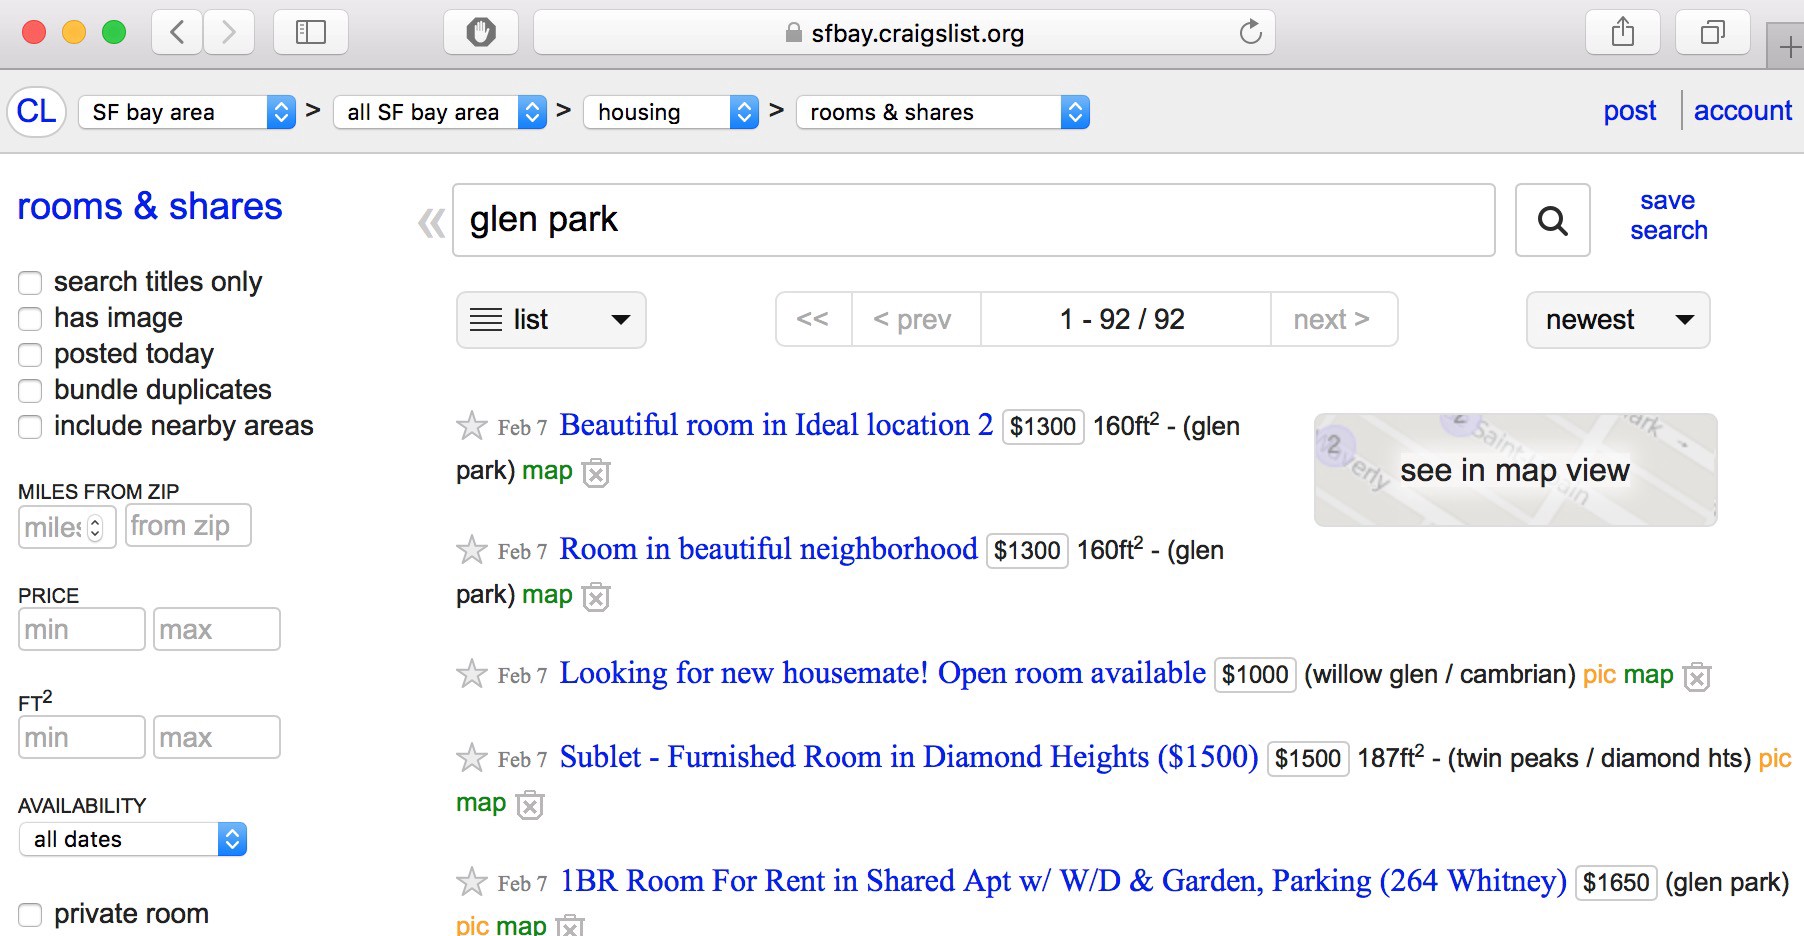 sfbay.craigslist.org
CL SF bay area > all SF bay area > housing > rooms & shares post account
rooms & shares
search titles only
has image
posted today
bundle duplicates
include nearby areas
MILES FROM ZIP
miles from zip
PRICE
min max
FT²
min max
AVAILABILITY
all dates
private room
« glen park
save
search
list << < prev 1 - 92 / 92 next > newest
Feb 7 Beautiful room in Ideal location 2 $1300 160ft² - (glen
park) map
Feb 7 Room in beautiful neighborhood $1300 160ft² - (glen
park) map
Feb 7 Looking for new housemate! Open room available $1000 (willow glen / cambrian) pic map
Feb 7 Sublet - Furnished Room in Diamond Heights ($1500) $1500 187ft² - (twin peaks / diamond hts) pic
map
Feb 7 1BR Room For Rent in Shared Apt w/ W/D & Garden, Parking (264 Whitney) $1650 (glen park)
pic map
see in map view
2
2